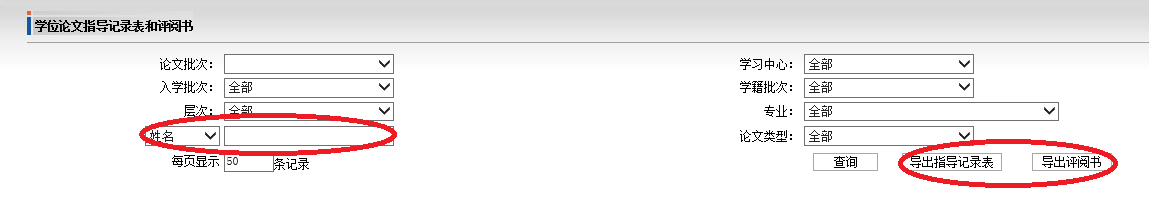 学位论文指导记录表和评阅书
论文批次： 学习中心： 全部
入学批次： 全部 学籍批次： 全部
层次： 全部 专业： 全部
姓名 论文类型： 全部
每页显示 50 条记录 查询 导出指导记录表 导出评阅书